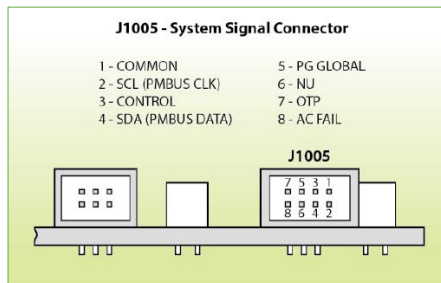 J1005 - System Signal Connector
1 - COMMON
2 - SCL (PMBUS CLK)
3 - CONTROL
4 - SDA (PMBUS DATA)
5 - PG GLOBAL
6 - NU
7 - OTP
8 - AC FAIL
J1005
7 5 3 1
8 6 4 2